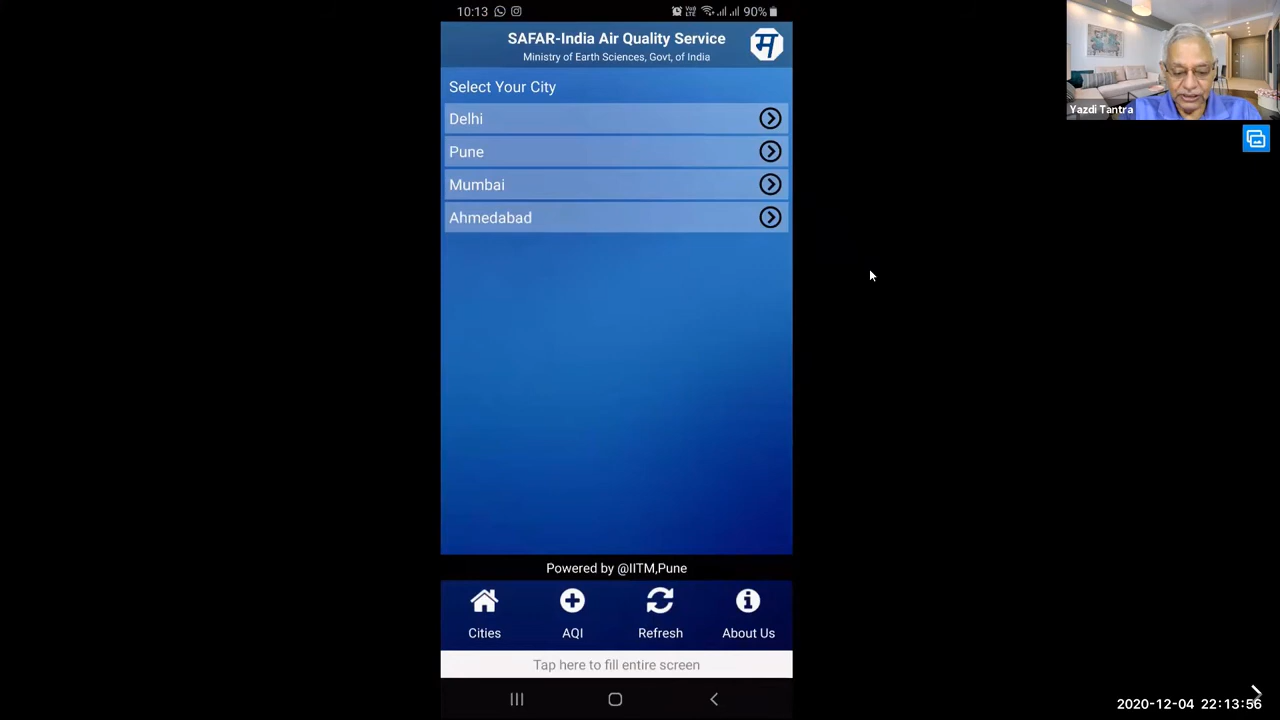 10:13
VoI
LTE
90%
SAFAR-India Air Quality Service
Ministry of Earth Sciences, Govt, of India
म
Select Your City
Delhi
Pune
Mumbai
Ahmedabad
Powered by @IITM,Pune
Cities
AQI
Refresh
About Us
Tap here to fill entire screen
Yazdi Tantra
2020-12-04 22:13:56